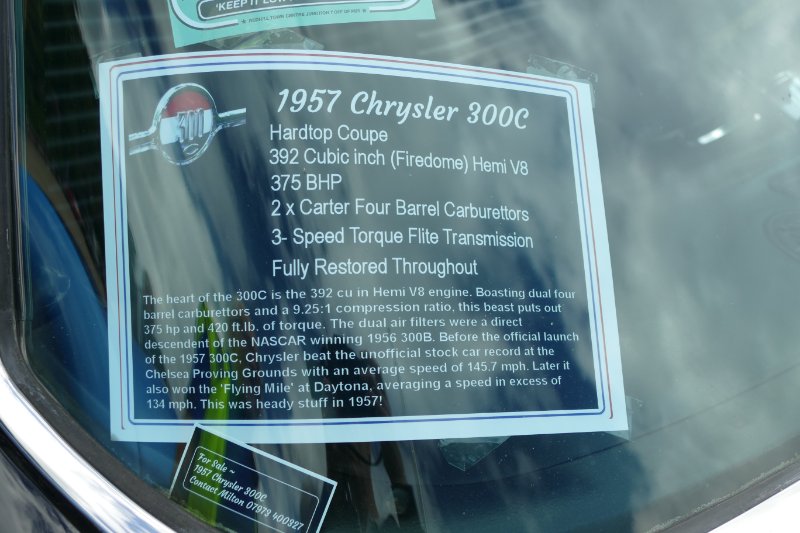 'KEEP IT LOW
1957 Chrysler 300C
300
Hardtop Coupe
392 Cubic inch (Firedome) Hemi V8
375 BHP
2 x Carter Four Barrel Carburettors
3- Speed Torque Flite Transmission
Fully Restored Throughout
The heart of the 300C is the 392 cu in Hemi V8 engine. Boasting dual four
barrel carburettors and a 9.25:1 compression ratio, this beast puts out
375 hp and 420 ft.lb. of torque. The dual air filters were a direct
descendent of the NASCAR winning 1956 300B. Before the official launch
of the 1957 300C, Chrysler beat the unofficial stock car record at the
Chelsea Proving Grounds with an average speed of 145.7 mph. Later it
also won the 'Flying Mile' at Daytona, averaging a speed in excess of
134 mph. This was heady stuff in 1957!
For Sale ~
1957 Chrysler 300C
Contact Milton 07973 400327